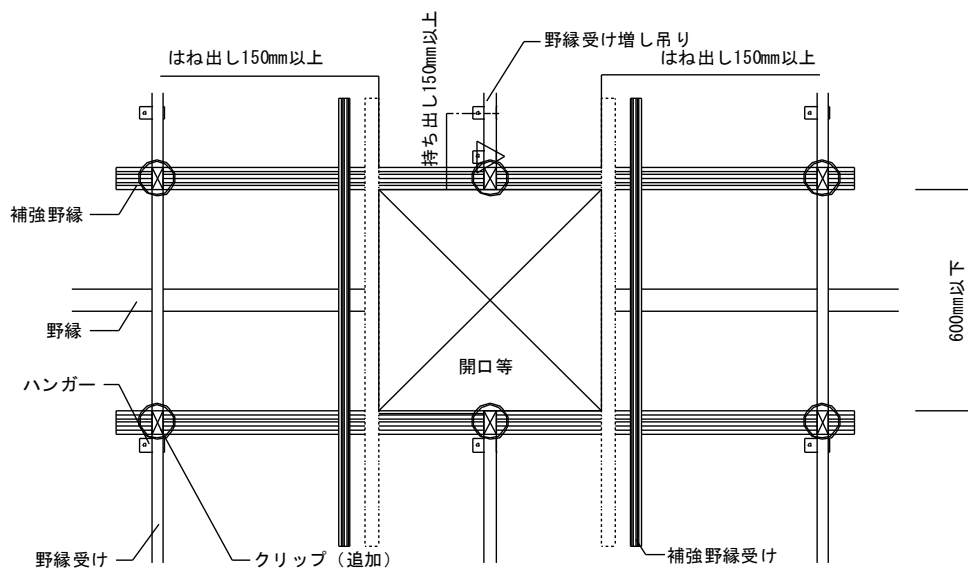 野縁受け増し吊り
はね出し150mm以上
持ち出し150mm以上
はね出し150mm以上
補強野縁
600mm以下
野縁
開口等
ハンガー
野縁受け
クリップ（追加）
補強野縁受け